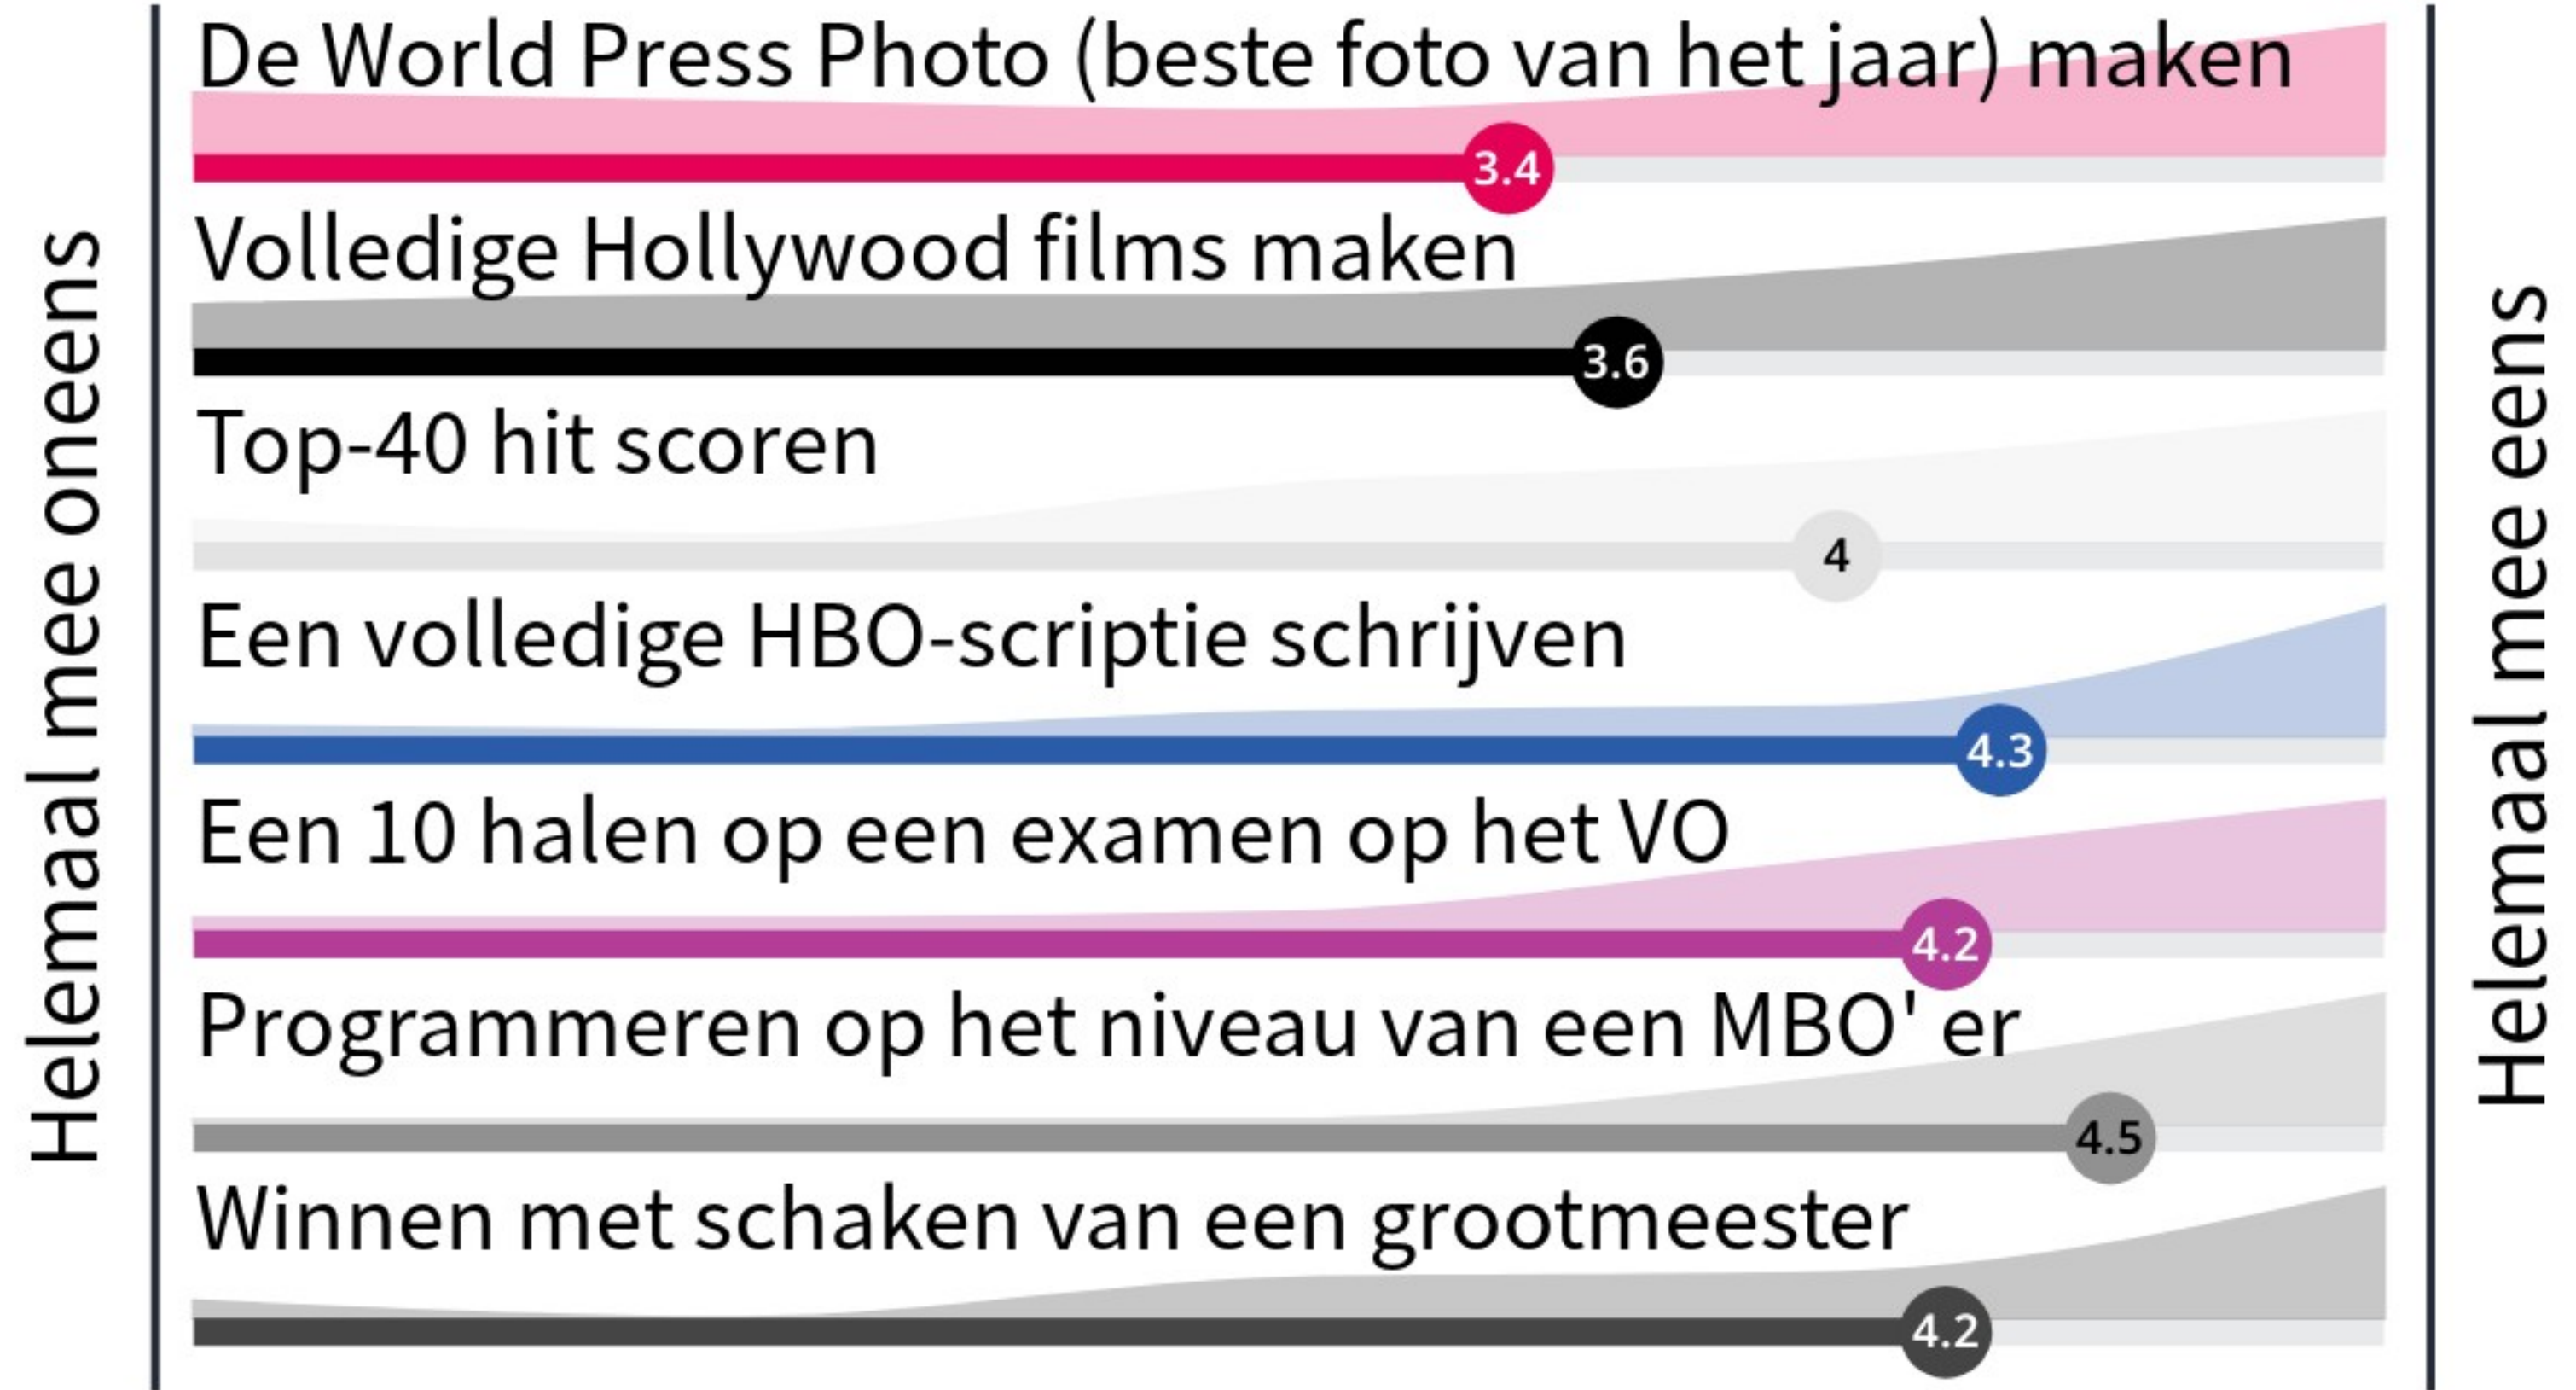 Helemaal mee oneens
De World Press Photo (beste foto van het jaar) maken
3.4
Volledige Hollywood films maken
3.6
Top-40 hit scoren
4
Een volledige HBO-scriptie schrijven
4.3
Een 10 halen op een examen op het VO
4.2
Programmeren op het niveau van een MBO' er
4.5
Winnen met schaken van een grootmeester
4.2
Helemaal mee eens